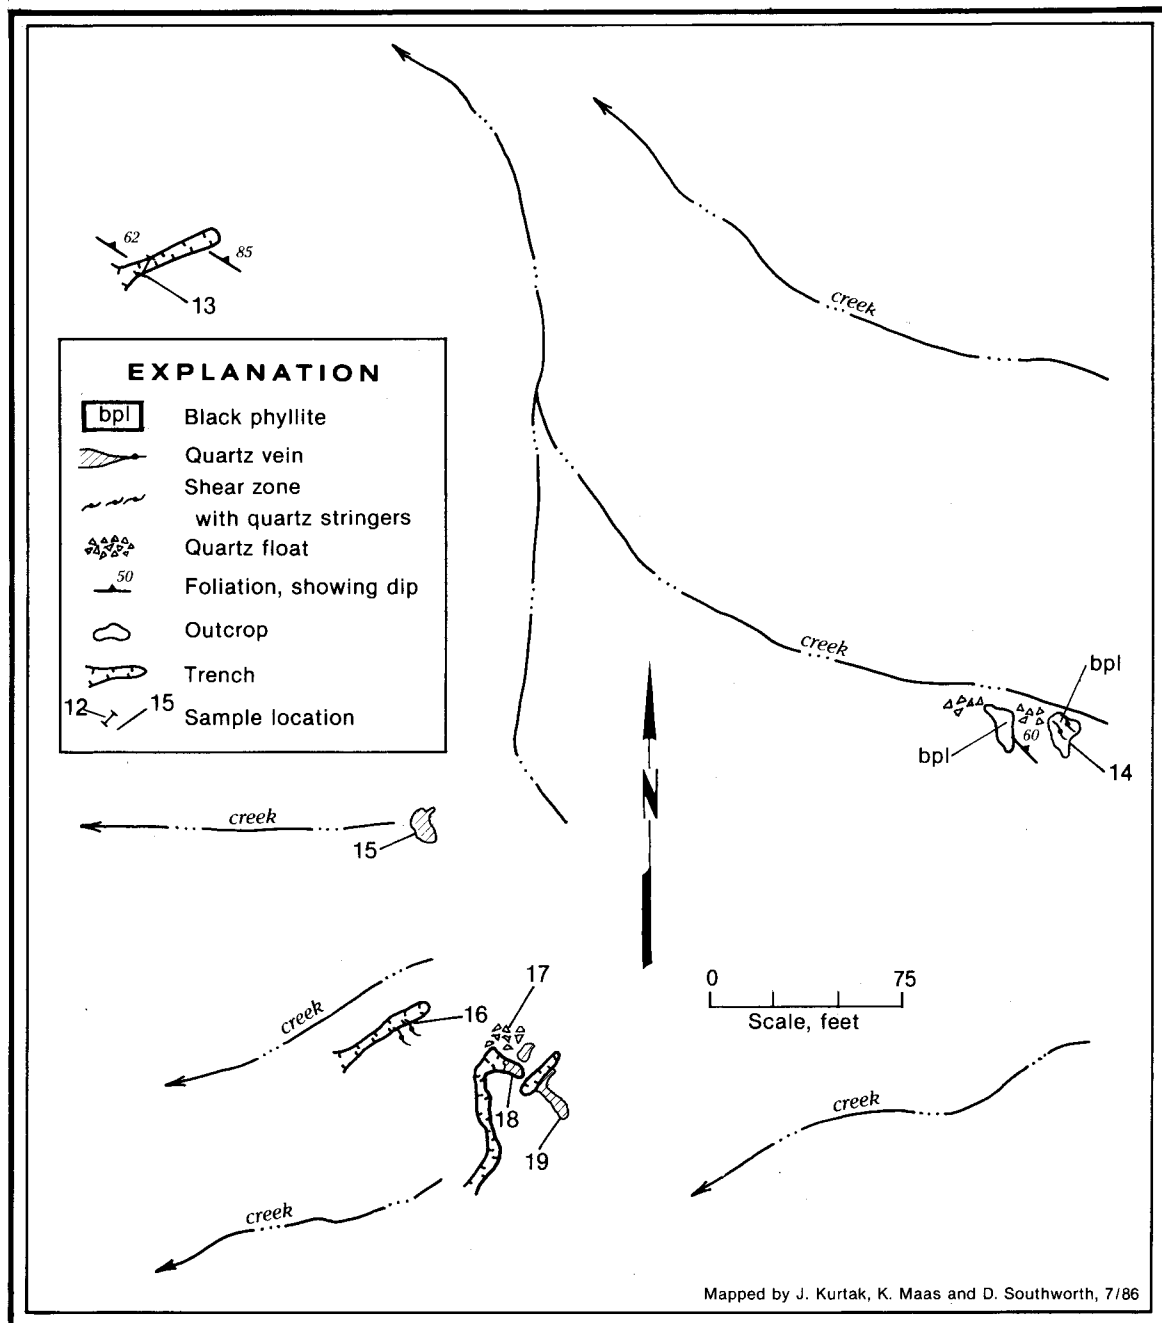 62
85
13
creek
EXPLANATION
bpl Black phyllite
Quartz vein
Shear zone
with quartz stringers
Quartz float
50 Foliation, showing dip
Outcrop
Trench
12 15 Sample location
creek
bpl
bpl
60
14
N
creek
15
0 75
Scale, feet
17
16
creek
18
19
creek
creek
Mapped by J. Kurtak, K. Maas and D. Southworth, 7/86